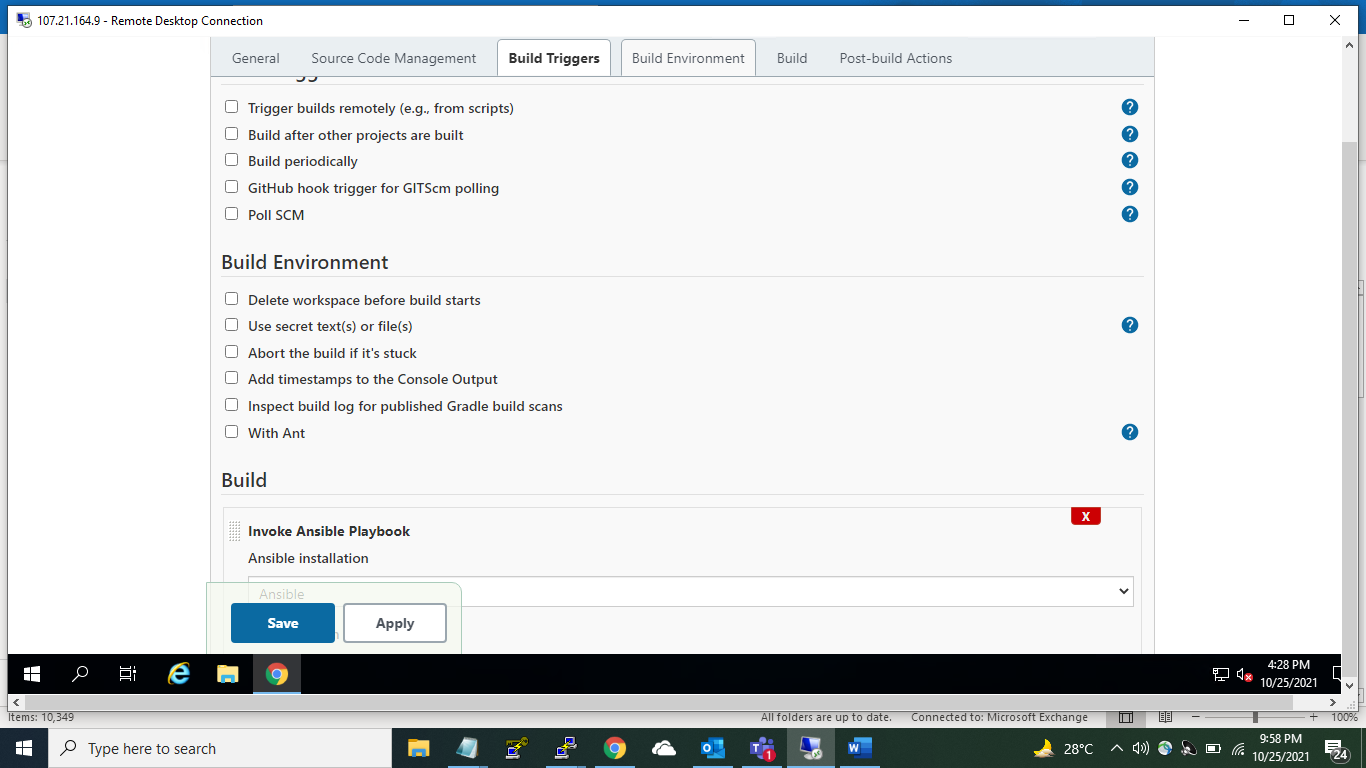 107.21.164.9 - Remote Desktop Connection
General Source Code Management Build Triggers Build Environment Build Post-build Actions
Trigger builds remotely (e.g., from scripts) ?
Build after other projects are built ?
Build periodically ?
GitHub hook trigger for GITScm polling ?
Poll SCM ?
Build Environment
Delete workspace before build starts
Use secret text(s) or file(s) ?
Abort the build if it's stuck
Add timestamps to the Console Output
Inspect build log for published Gradle build scans
With Ant ?
Build
X
Invoke Ansible Playbook
Ansible installation
Ansible
Save Apply
4:28 PM
10/25/2021
Items: 10,349 All folders are up to date. Connected to: Microsoft Exchange 100%
Type here to search 28°C 9:58 PM
10/25/2021 24